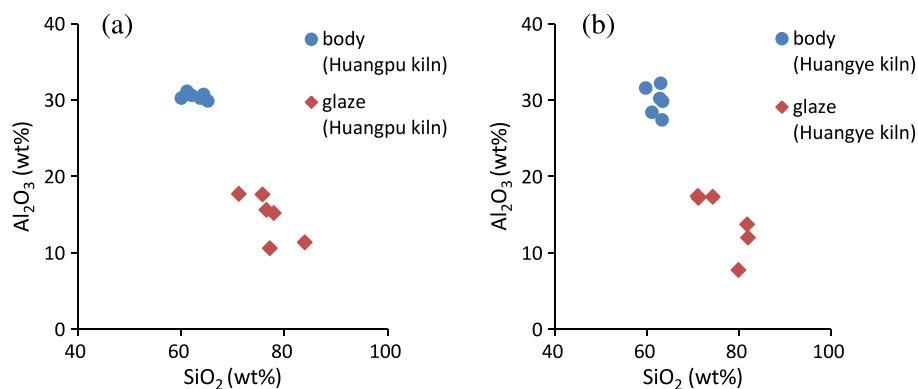 (a)
body
(Huangpu kiln)
glaze
(Huangpu kiln)
Al₂O₃ (wt%)
40
30
20
10
0
40 60 80 100
SiO₂ (wt%)
(b)
body
(Huangye kiln)
glaze
(Huangye kiln)
Al₂O₃ (wt%)
40
30
20
10
0
40 60 80 100
SiO₂ (wt%)